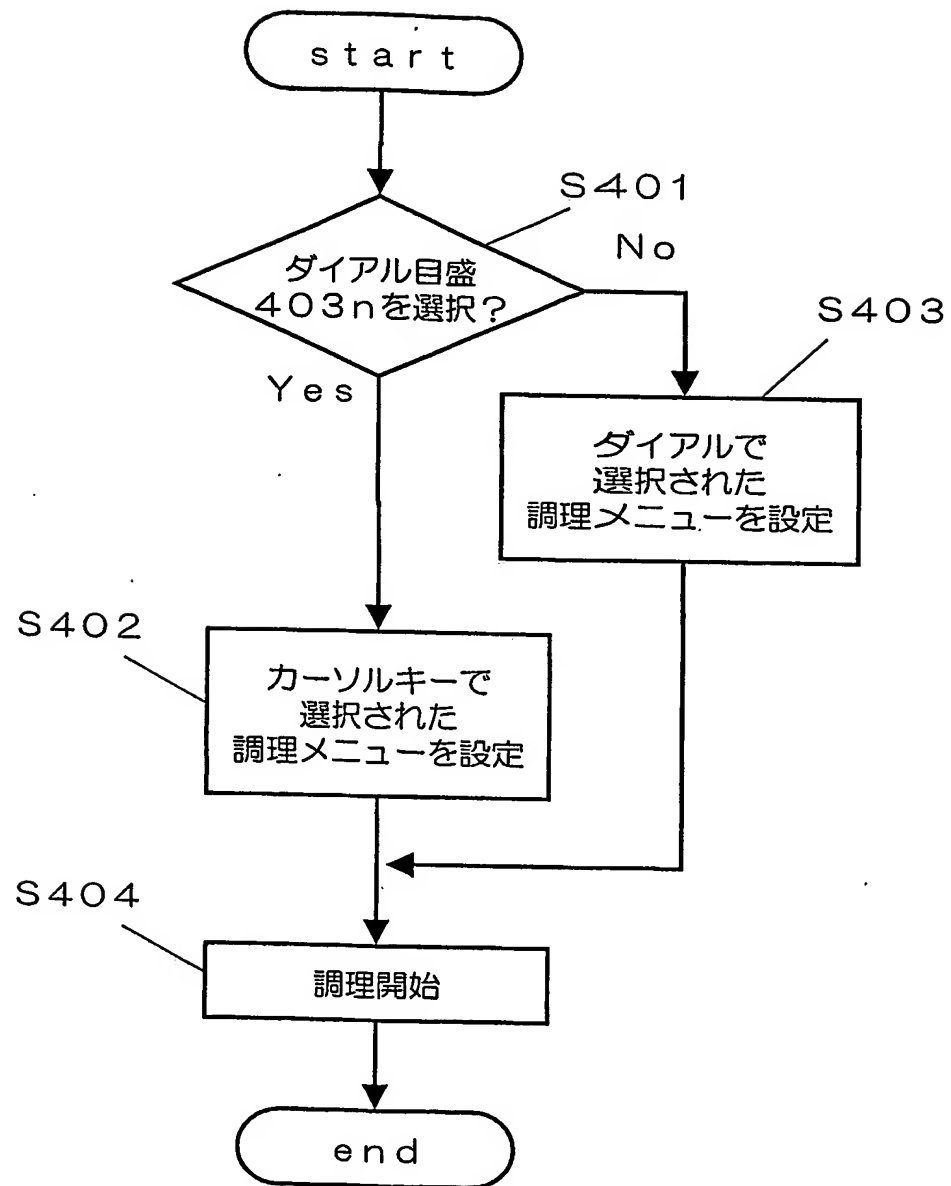 start
S401
ダイアル目盛
403nを選択?
No
Yes
S403
ダイアルで
選択された
調理メニューを設定
S402
カーソルキーで
選択された
調理メニューを設定
S404
調理開始
end